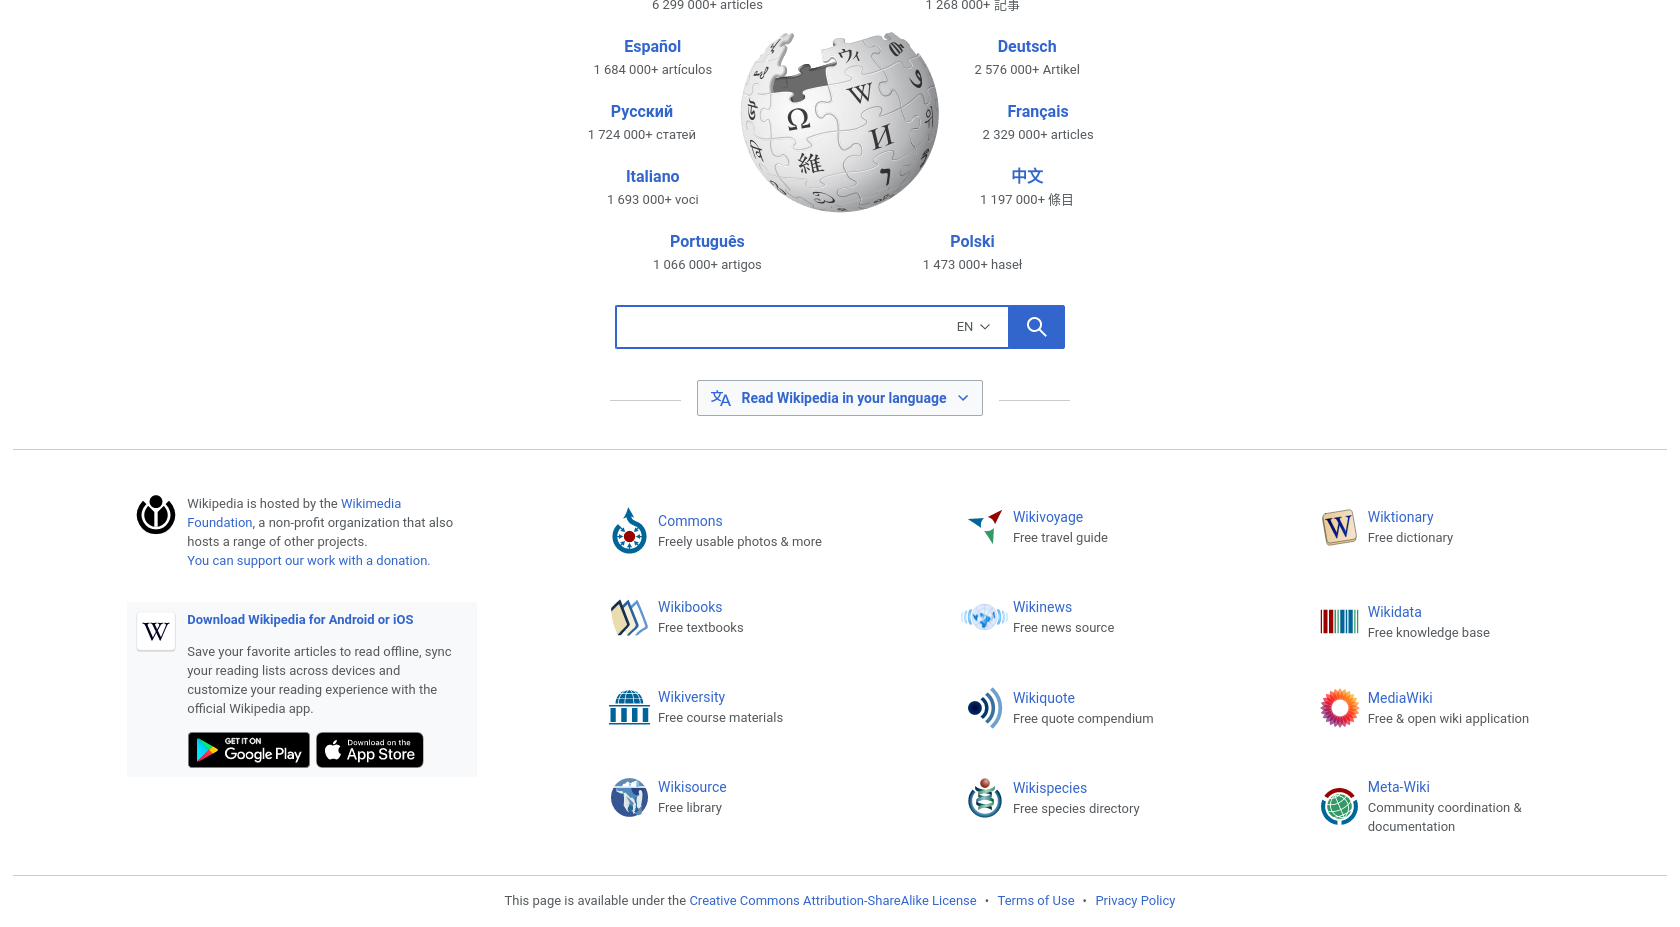 6 299 000+ articles
1 268 000+ 記事
Español
1 684 000+ artículos
Deutsch
2 576 000+ Artikel
Русский
1 724 000+ статей
Français
2 329 000+ articles
Italiano
1 693 000+ voci
中文
1 197 000+ 條目
Português
1 066 000+ artigos
Polski
1 473 000+ haseł
Ω
W
И
維
ウィ
EN
Read Wikipedia in your language
Wikipedia is hosted by the Wikimedia
Foundation, a non-profit organization that also
hosts a range of other projects.
You can support our work with a donation.
W
Download Wikipedia for Android or iOS
Save your favorite articles to read offline, sync
your reading lists across devices and
customize your reading experience with the
official Wikipedia app.
GET IT ON
Google Play
Download on the
App Store
Commons
Freely usable photos & more
Wikivoyage
Free travel guide
W
Wiktionary
Free dictionary
Wikibooks
Free textbooks
Wikinews
Free news source
Wikidata
Free knowledge base
Wikiversity
Free course materials
Wikiquote
Free quote compendium
MediaWiki
Free & open wiki application
Wikisource
Free library
Wikispecies
Free species directory
Meta-Wiki
Community coordination &
documentation
This page is available under the Creative Commons Attribution-ShareAlike License • Terms of Use • Privacy Policy